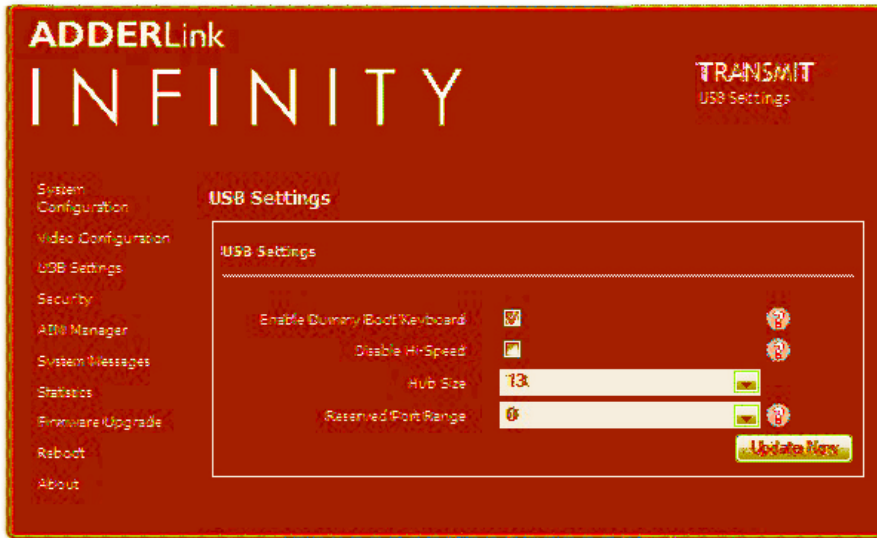 ADDERLink
INFINITY
TRANSMIT
USB Settings
System
Configuration
Video Configuration
USB Settings
Security
AIM Manager
System Messages
Statistics
Firmware Upgrade
Reboot
About
USB Settings
USB Settings
Enable Dummy Boot Keyboard
Disable Hi-Speed
Hub Size
13
Reserved Port Range
?
?
?
Update Now